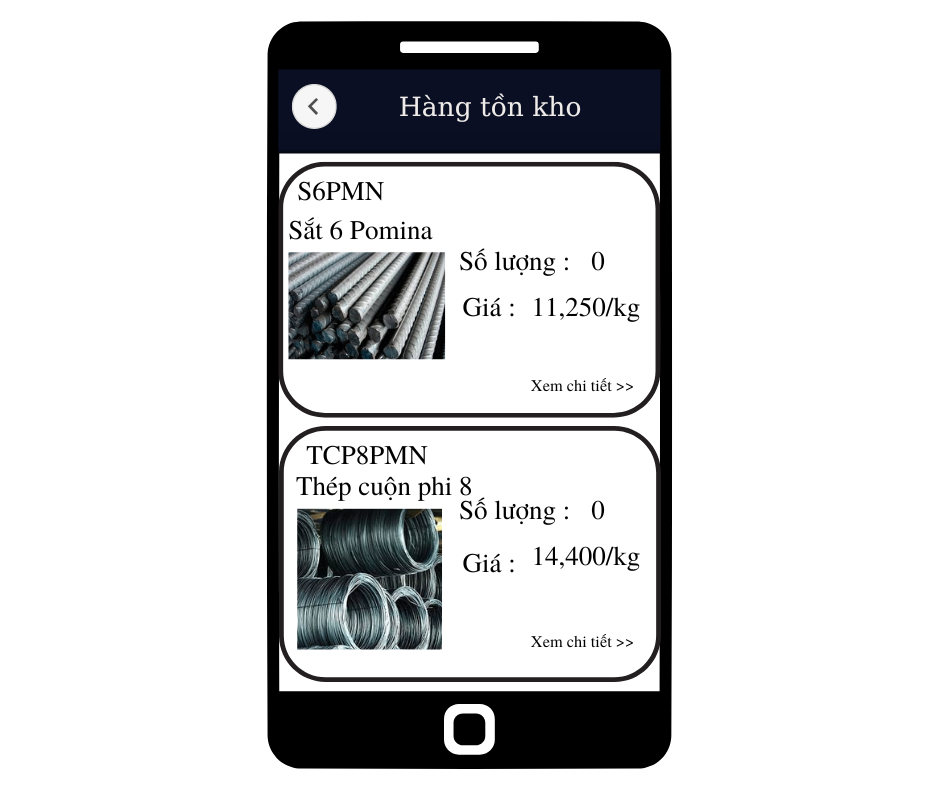 Hàng tồn kho
S6PMN
Sắt 6 Pomina
Số lượng : 0
Giá : 11,250/kg
Xem chi tiết >>
TCP8PMN
Thép cuộn phi 8
Số lượng : 0
Giá : 14,400/kg
Xem chi tiết >>